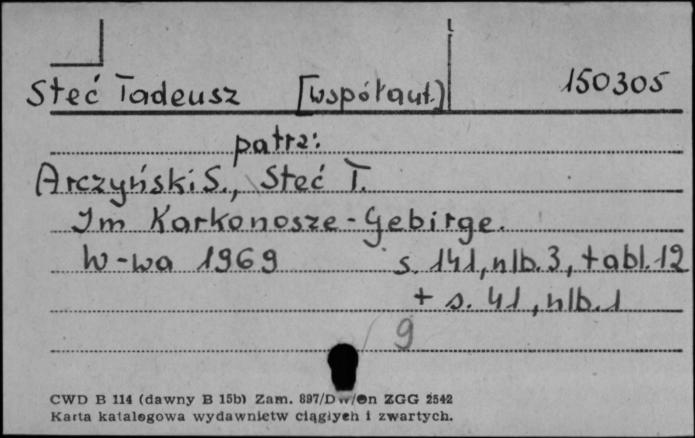 Steć Tadeusz [współaut.] 150305
patrz:
Arczyński S., Steć T.
Im Karkonosze-Gebirge.
W-wa 1969 s. 141, nlb. 3, tabl. 12
+ s. 41, nlb. 1
9
CWD B 114 (dawny B 15b) Zam. 897/DW/On ZGG 2542
Karta katalogowa wydawnictw ciągłych i zwartych.